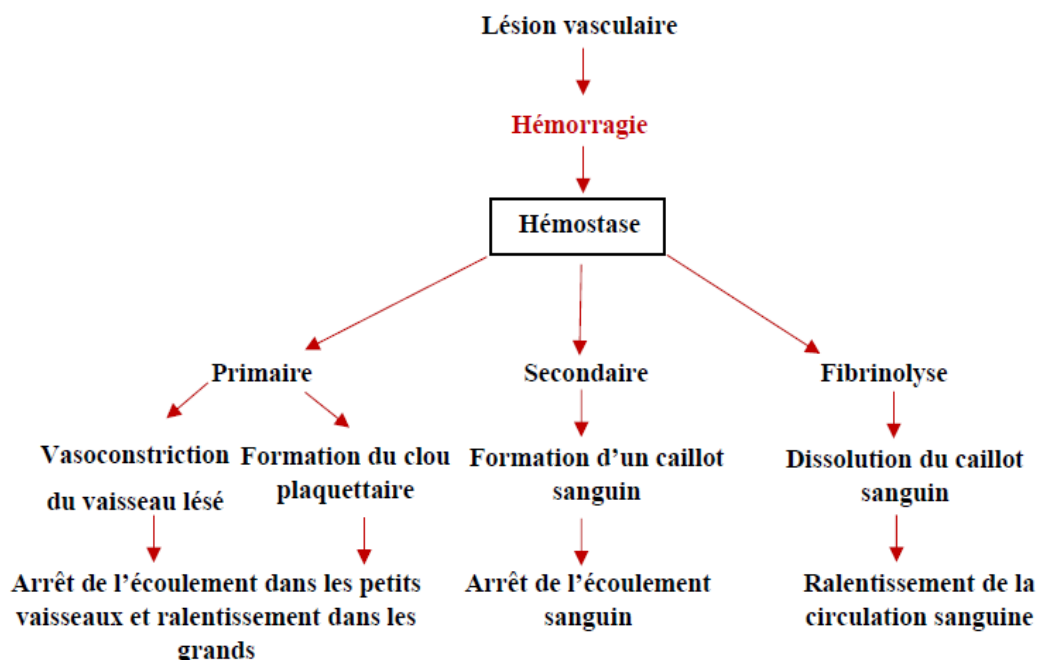 Lésion vasculaire
Hémorragie
Hémostase
Primaire
Secondaire
Fibrinolyse
Vasoconstriction
du vaisseau lésé
Formation du clou
plaquettaire
Formation d’un caillot
sanguin
Dissolution du caillot
sanguin
Arrêt de l’écoulement dans les petits
vaisseaux et ralentissement dans les
grands
Arrêt de l’écoulement
sanguin
Ralentissement de la
circulation sanguine